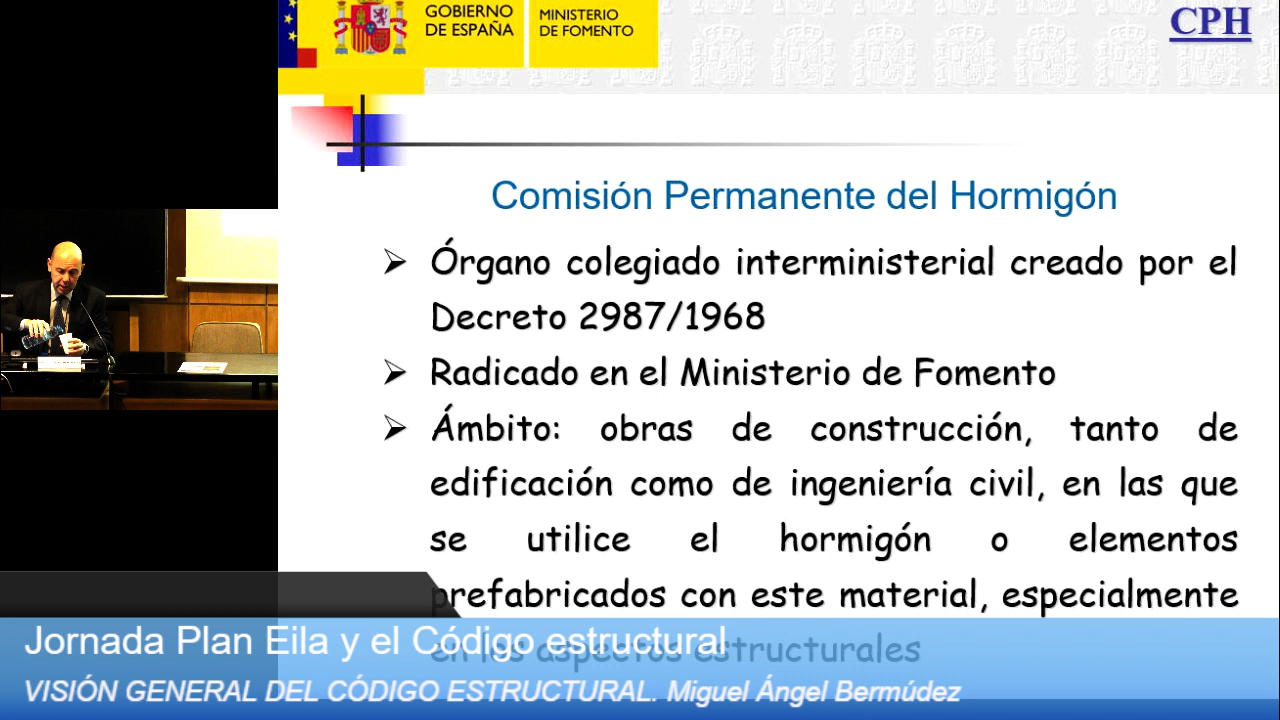 GOBIERNO
DE ESPAÑA
MINISTERIO
DE FOMENTO
CPH
Comisión Permanente del Hormigón
Órgano colegiado interministerial creado por el
Decreto 2987/1968
Radicado en el Ministerio de Fomento
Ámbito: obras de construcción, tanto de
edificación como de ingeniería civil, en las que
se utilice el hormigón o elementos
prefabricados con este material, especialmente
en los aspectos estructurales
Jornada Plan Eila y el Código estructural
VISIÓN GENERAL DEL CÓDIGO ESTRUCTURAL. Miguel Ángel Bermúdez